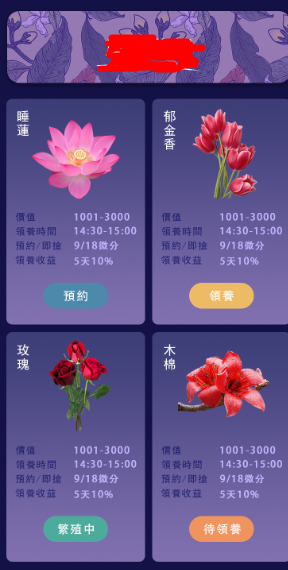 睡蓮
價值 1001-3000
領養時間 14:30-15:00
預約/即搶 9/18微分
領養收益 5天10%
預約
郁金香
價值 1001-3000
領養時間 14:30-15:00
預約/即搶 9/18微分
領養收益 5天10%
領養
玫瑰
價值 1001-3000
領養時間 14:30-15:00
預約/即搶 9/18微分
領養收益 5天10%
繁殖中
木棉
價值 1001-3000
領養時間 14:30-15:00
預約/即搶 9/18微分
領養收益 5天10%
待領養